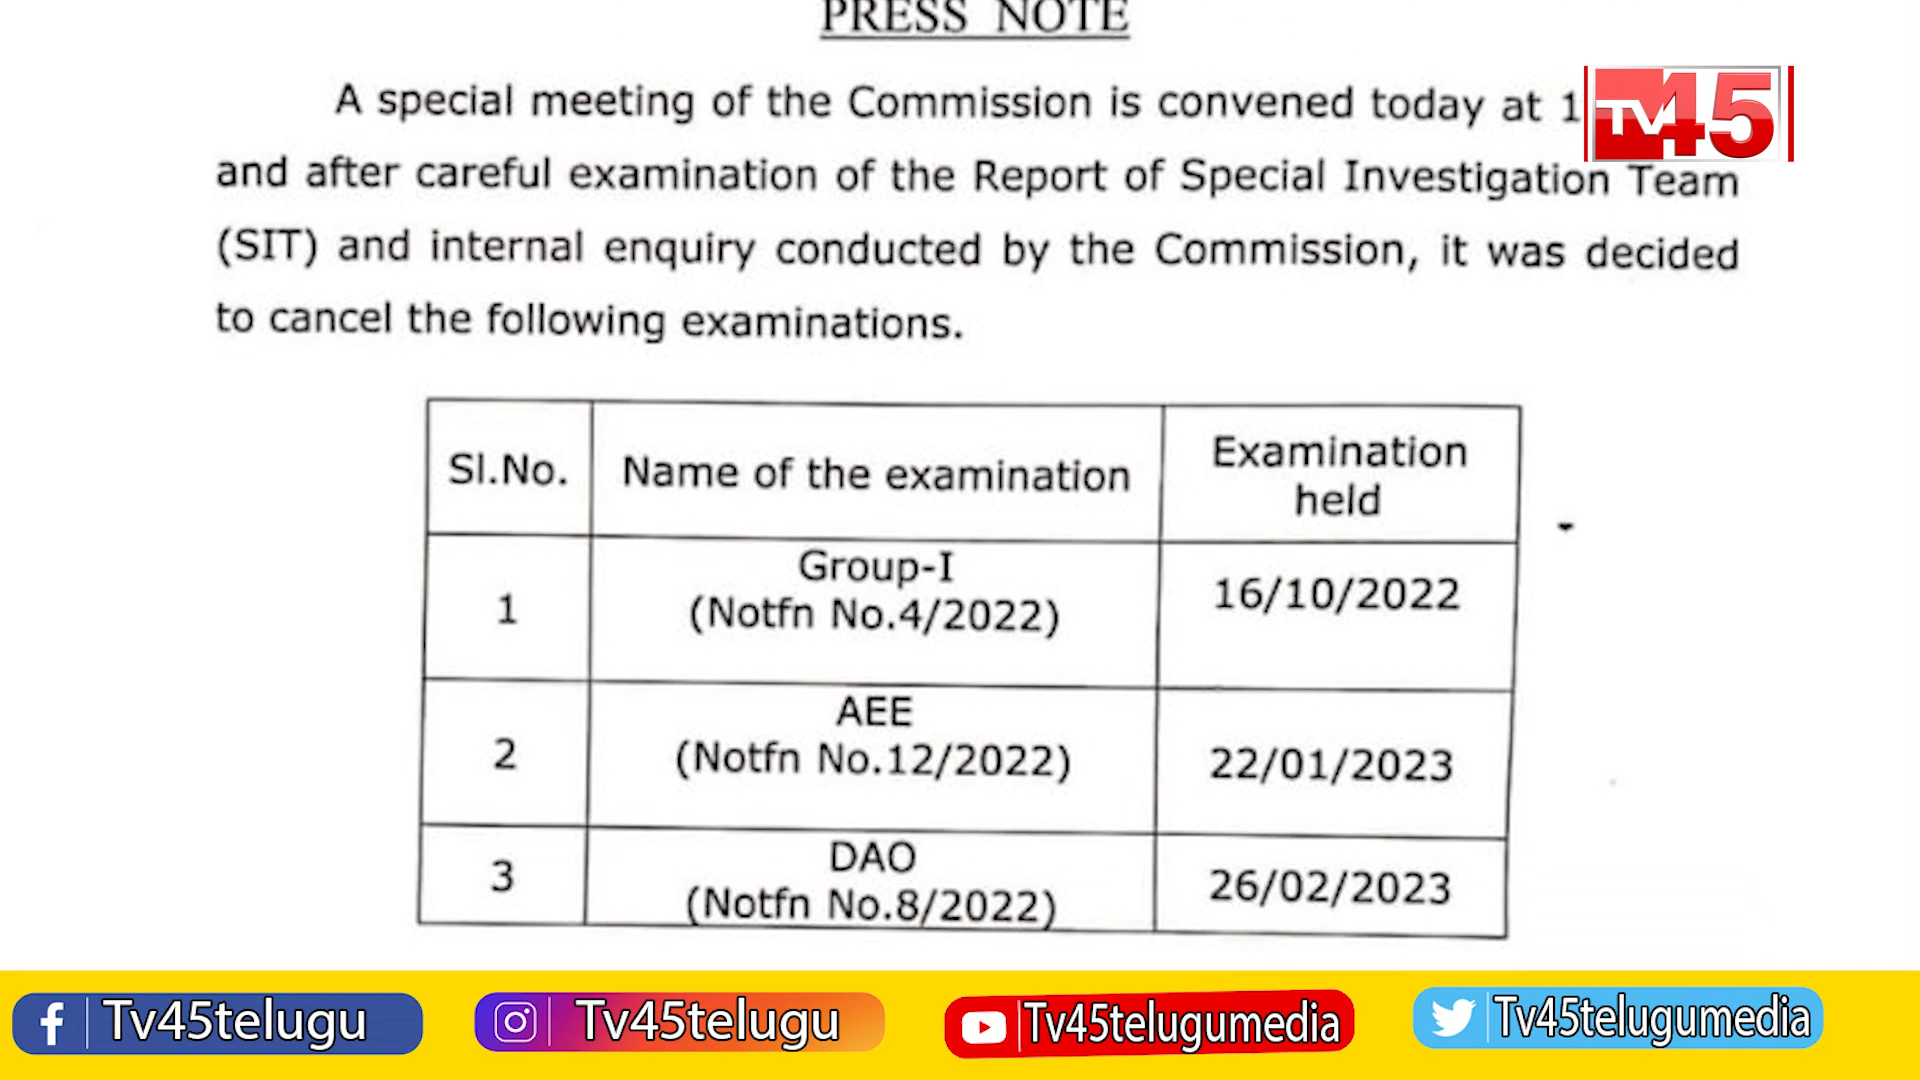 PRESS NOTE
A special meeting of the Commission is convened today at
TV45
and after careful examination of the Report of Special Investigation Team
(SIT) and internal enquiry conducted by the Commission, it was decided
to cancel the following examinations.
Sl.No. Name of the examination Examination held
1 Group-I (Notfn No.4/2022) 16/10/2022
2 AEE (Notfn No.12/2022) 22/01/2023
3 DAO (Notfn No.8/2022) 26/02/2023
Tv45telugu Tv45telugu Tv45telugumedia Tv45telugumedia